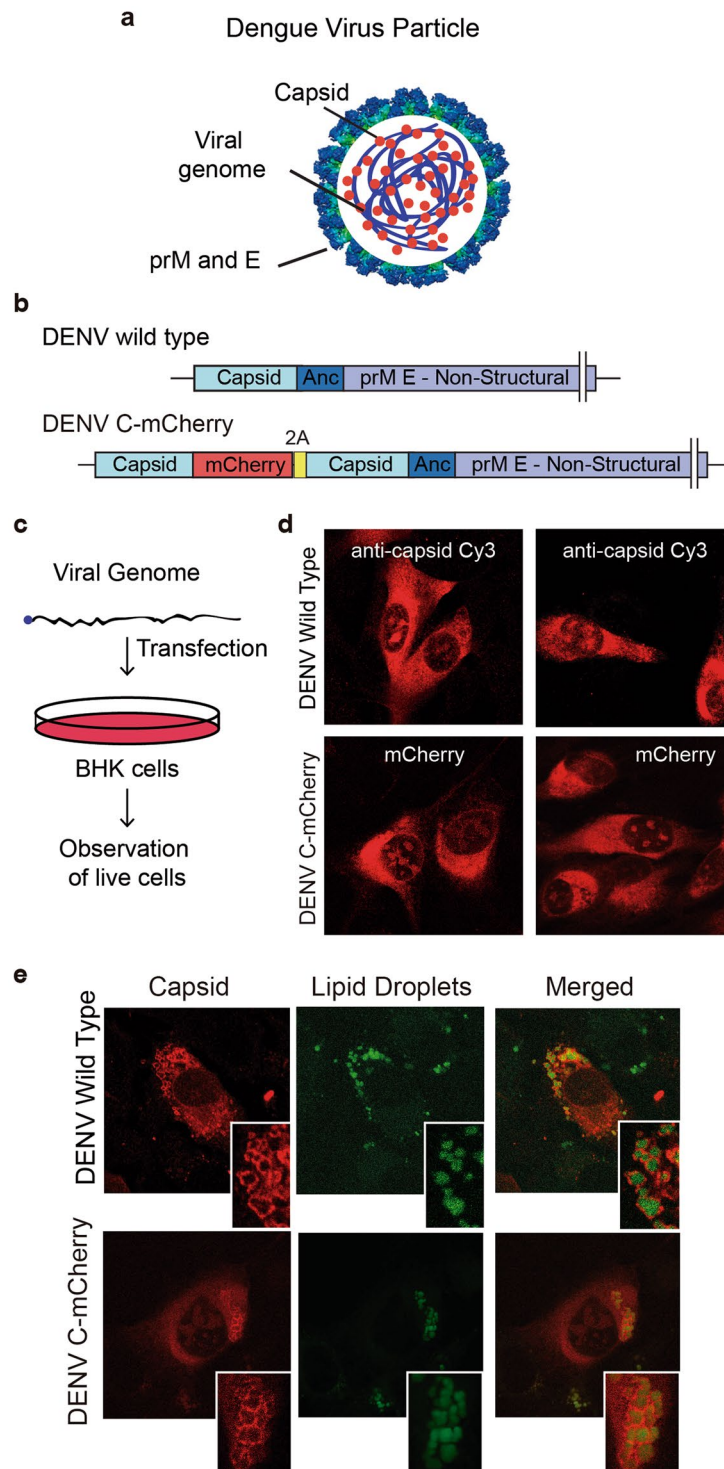 a
Dengue Virus Particle
Capsid
Viral
genome
prM and E
b
DENV wild type
Capsid Anc prM E - Non-Structural
DENV C-mCherry
2A
Capsid mCherry Capsid Anc prM E - Non-Structural
c
Viral Genome
Transfection
BHK cells
Observation
of live cells
d
DENV Wild Type
anti-capsid Cy3 anti-capsid Cy3
DENV C-mCherry
mCherry mCherry
e
Capsid Lipid Droplets Merged
DENV Wild Type
DENV C-mCherry